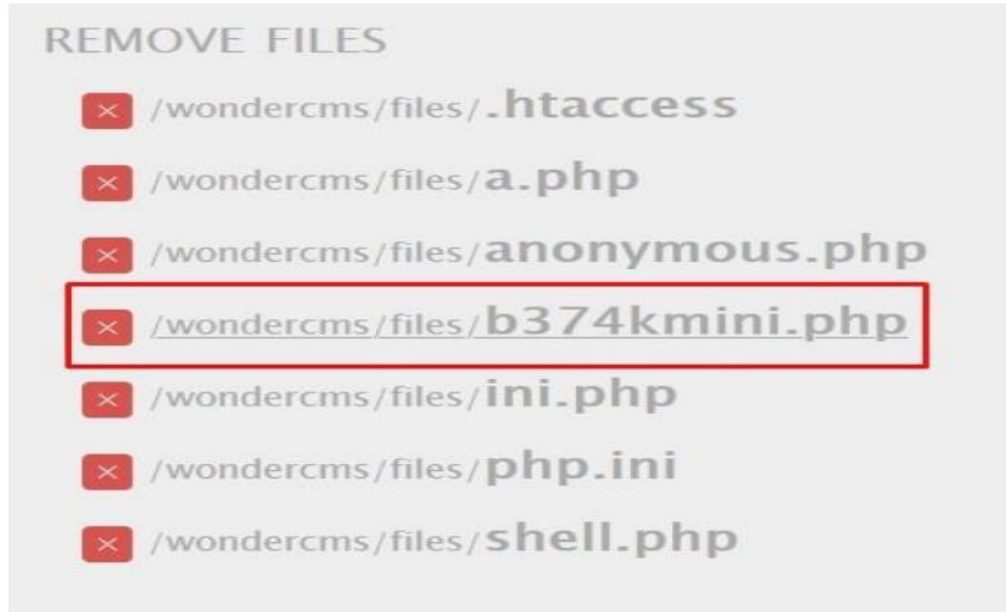 REMOVE FILES
/wondercms/files/.htaccess
/wondercms/files/a.php
/wondercms/files/anonymous.php
/wondercms/files/b374kmini.php
/wondercms/files/ini.php
/wondercms/files/php.ini
/wondercms/files/shell.php